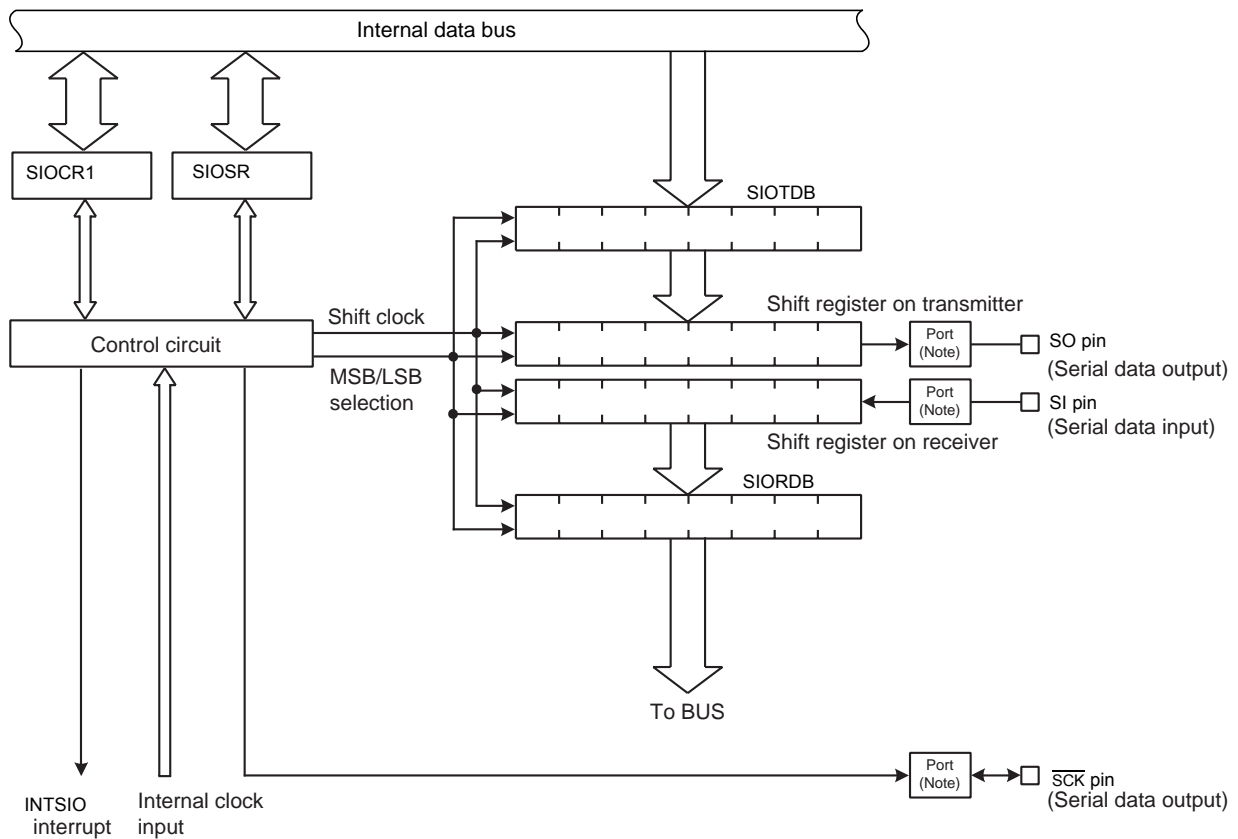 Internal data bus
SIOCR1
SIOSR
SIOTDB
Shift clock
Shift register on transmitter
Control circuit
Port
(Note)
SO pin
(Serial data output)
MSB/LSB
selection
Port
(Note)
SI pin
(Serial data input)
Shift register on receiver
SIORDB
To BUS
Port
(Note)
SCK pin
(Serial data output)
INTSIO
interrupt
Internal clock
input